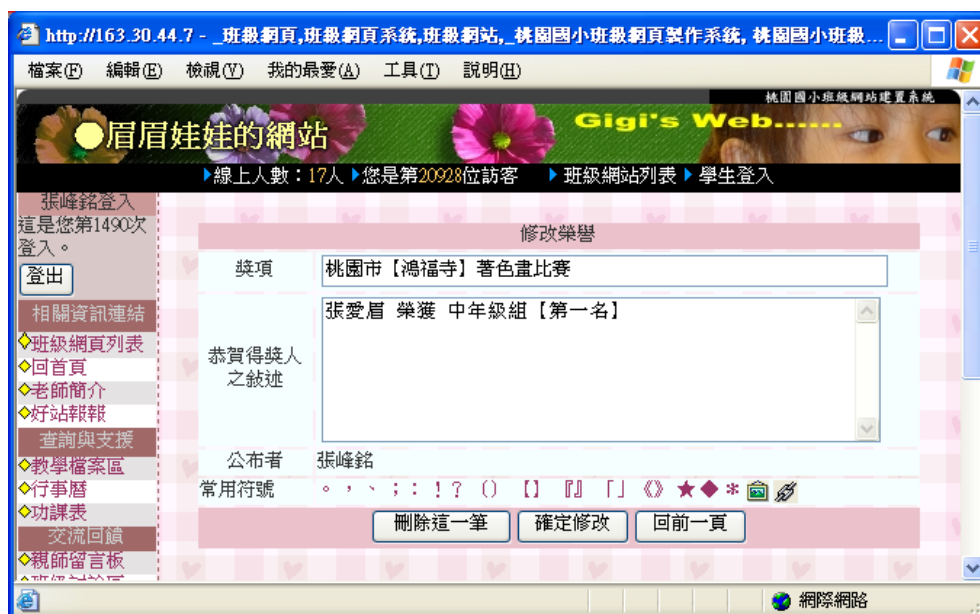 http://163.30.44.7 - _班級網頁,班級網頁系統,班級網站,_桃園國小班級網頁製作系統, 桃園國小班級...
檔案(F) 編輯(E) 檢視(V) 我的最愛(A) 工具(T) 說明(H)
桃園國小班級網站建置系統
眉眉娃娃的網站
Gigi's Web......
線上人數：17人 您是第20928位訪客 班級網站列表 學生登入
張峰銘登入
這是您第1490次
登入。
登出
相關資訊連結
班級網頁列表
回首頁
老師簡介
好站報報
查詢與支援
教學檔案區
行事曆
功課表
交流回饋
親師留言板
修改榮譽
獎項
桃園市【鴻福寺】著色畫比賽
恭賀得獎人
之敘述
張愛眉 榮獲 中年級組【第一名】
公布者 張峰銘
常用符號 。 ， 、 ； ： ！ ？ () 【】 『』 「」 《》 ★ ◆ *
刪除這一筆 確定修改 回前一頁
網際網路